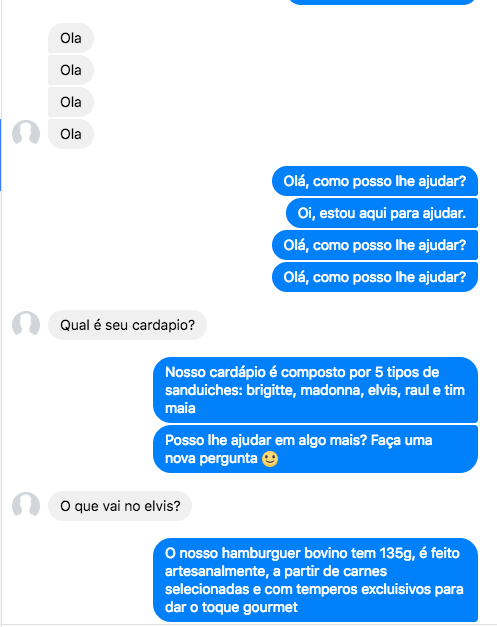 Ola
Ola
Ola
Ola
Olá, como posso lhe ajudar?
Oi, estou aqui para ajudar.
Olá, como posso lhe ajudar?
Olá, como posso lhe ajudar?
Qual é seu cardapio?
Nosso cardápio é composto por 5 tipos de
sanduiches: brigitte, madonna, elvis, raul e tim
maia
Posso lhe ajudar em algo mais? Faça uma
nova pergunta 🙂
O que vai no elvis?
O nosso hamburguer bovino tem 135g, é feito
artesanalmente, a partir de carnes
selecionadas e com temperos excluisivos para
dar o toque gourmet